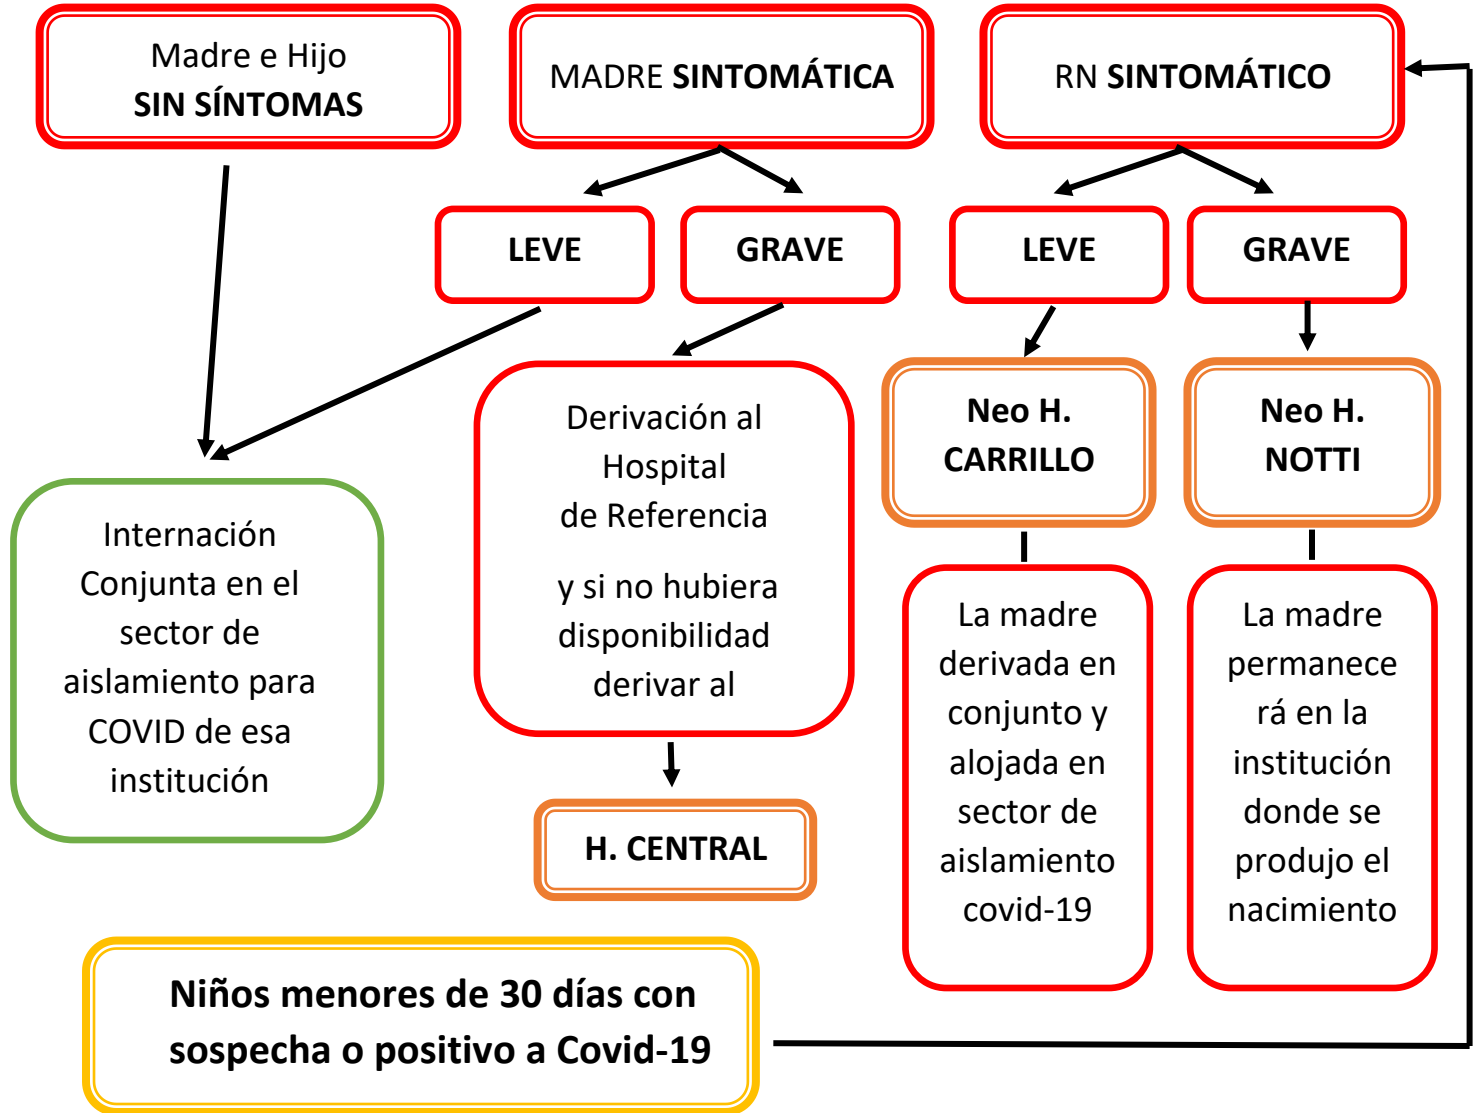 Madre e Hijo
SIN SÍNTOMAS
MADRE SINTOMÁTICA
RN SINTOMÁTICO
LEVE
GRAVE
LEVE
GRAVE
Internación
Conjunta en el
sector de
aislamiento para
COVID de esa
institución
Derivación al
Hospital
de Referencia
y si no hubiera
disponibilidad
derivar al
H. CENTRAL
Neo H.
CARRILLO
Neo H.
NOTTI
La madre
derivada en
conjunto y
alojada en
sector de
aislamiento
covid-19
La madre
permanece
rá en la
institución
donde se
produjo el
nacimiento
Niños menores de 30 días con
sospecha o positivo a Covid-19